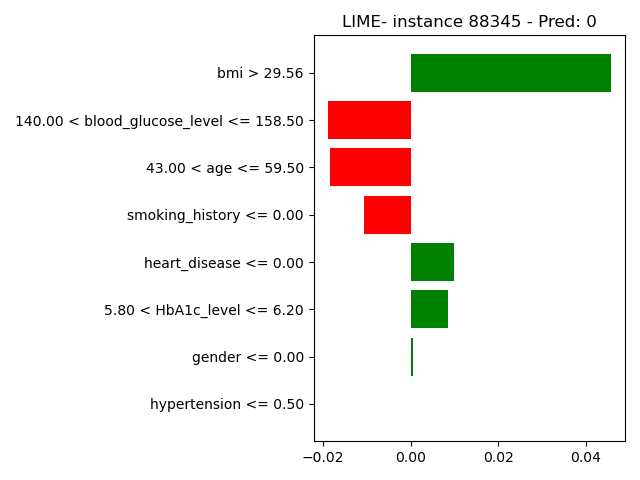 LIME- instance 88345 - Pred: 0
bmi > 29.56
140.00 < blood_glucose_level <= 158.50
43.00 < age <= 59.50
smoking_history <= 0.00
heart_disease <= 0.00
5.80 < HbA1c_level <= 6.20
gender <= 0.00
hypertension <= 0.50
−0.02 0.00 0.02 0.04